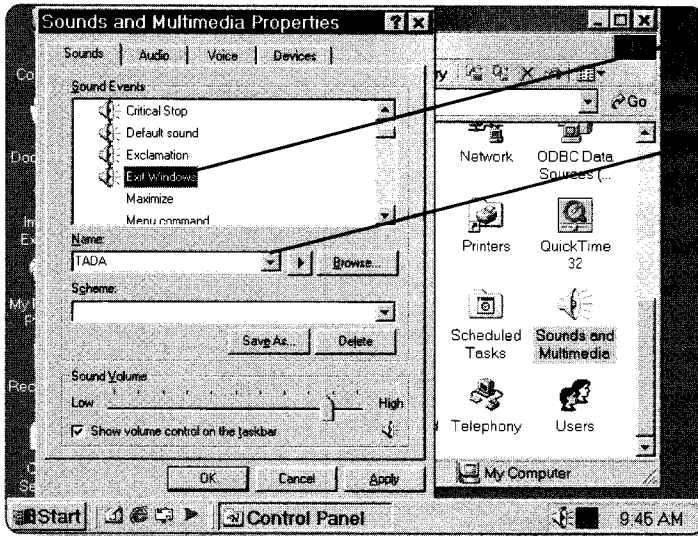 Sounds and Multimedia Properties
Sounds
Audio
Voice
Devices
Sound Events
Critical Stop
Default sound
Exclamation
Exit Windows
Maximize
Menu command
Name:
TADA
Browse...
Scheme:
Save As...
Delete
Sound Volume
Low
High
Show volume control on the taskbar
OK
Cancel
Apply
Go
Network
ODBC Data
Sources (...
Printers
QuickTime
32
Scheduled
Tasks
Sounds and
Multimedia
Telephony
Users
My Computer
Start
Control Panel
9:45 AM